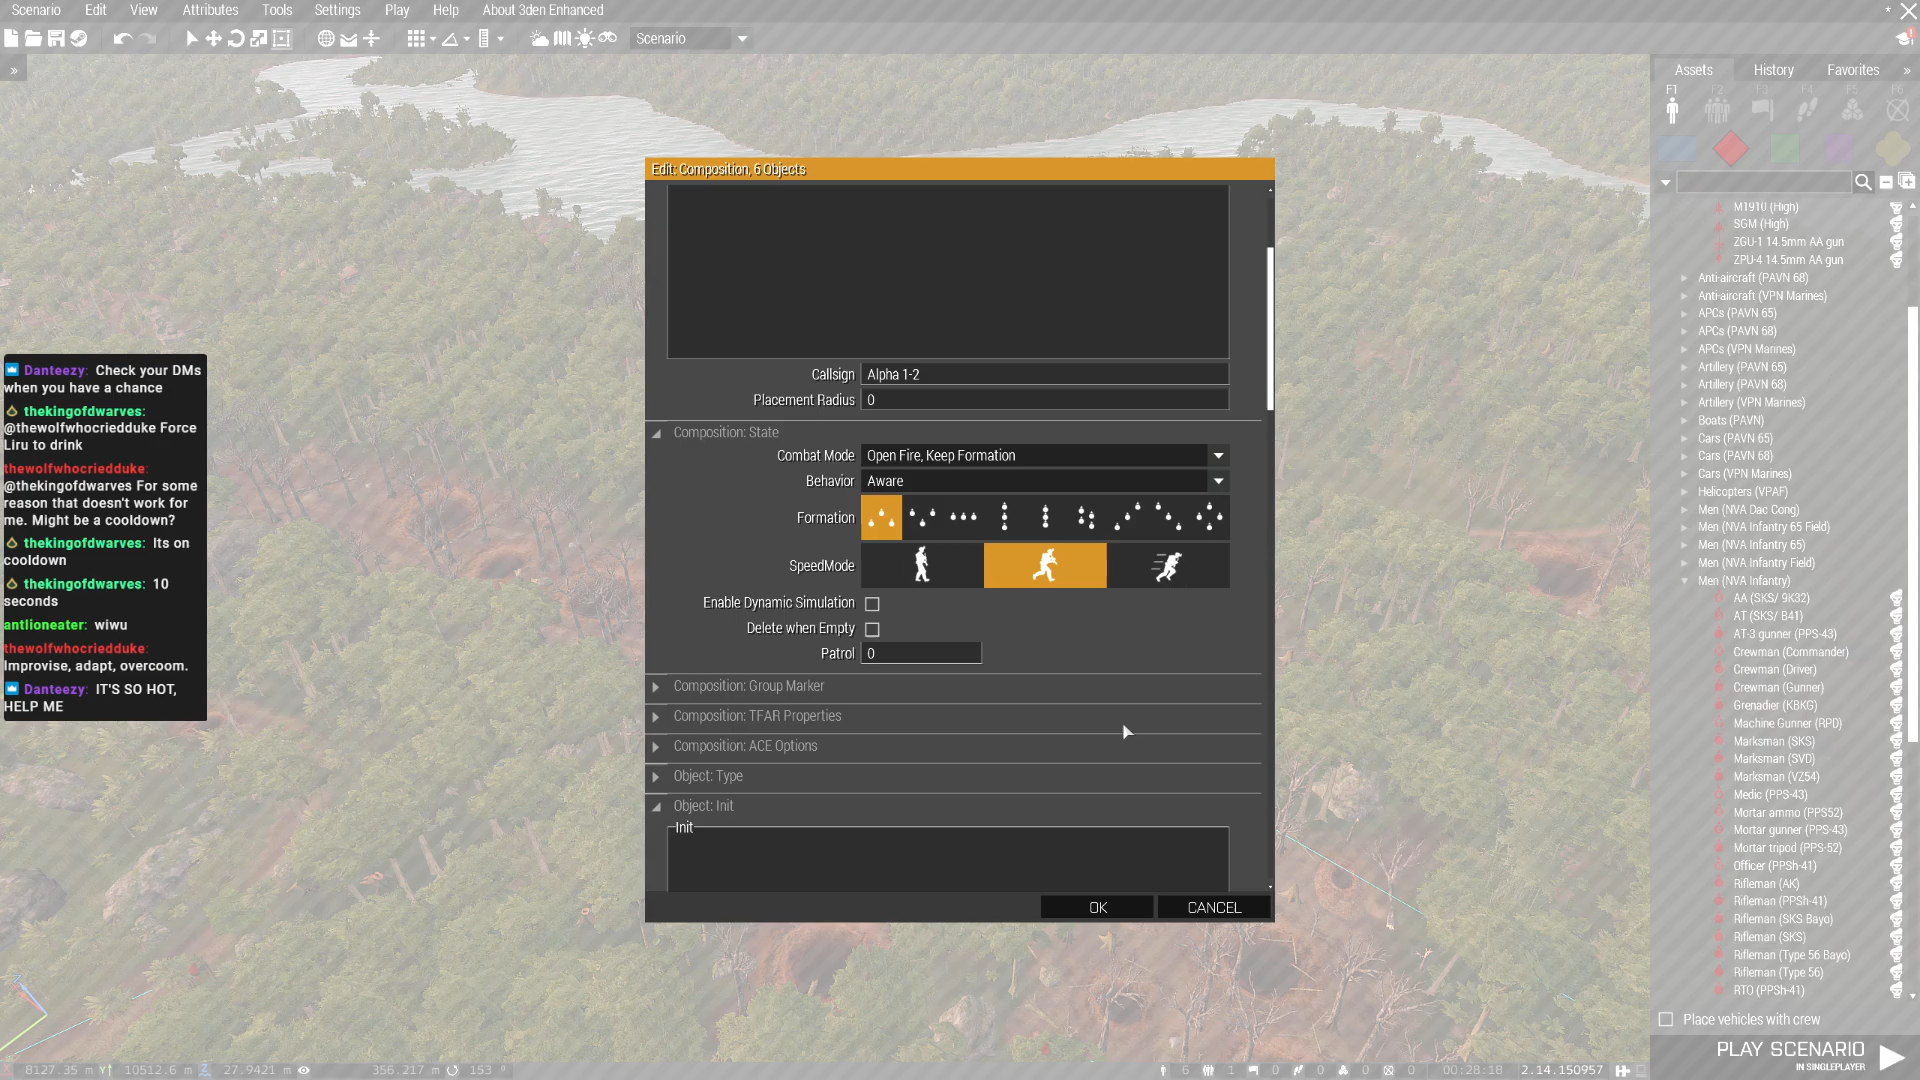 Scenario Edit View Attributes Tools Settings Play Help About 3den Enhanced
*
Scenario
»
Assets History Favorites »
F1 F2 F3 F4 F5 F6
Edit: Composition, 6 Objects
Callsign Alpha 1-2
Placement Radius 0
Composition: State
Combat Mode Open Fire, Keep Formation
Behavior Aware
Formation
SpeedMode
Enable Dynamic Simulation
Delete when Empty
Patrol 0
Composition: Group Marker
Composition: TFAR Properties
Composition: ACE Options
Object: Type
Object: Init
Init
OK CANCEL
Danteezy: Check your DMs
when you have a chance
thekingofdwarves:
@thewolfwhocriedduke Force
Liru to drink
thewolfwhocriedduke:
@thekingofdwarves For some
reason that doesn't work for
me. Might be a cooldown?
thekingofdwarves: Its on
cooldown
thekingofdwarves: 10
seconds
antlioneater: wiwu
thewolfwhocriedduke:
Improvise, adapt, overcoom.
Danteezy: IT'S SO HOT,
HELP ME
M1910 (High)
SGM (High)
ZGU-1 14.5mm AA gun
ZPU-4 14.5mm AA gun
Anti-aircraft (PAVN 68)
Anti-aircraft (VPN Marines)
APCs (PAVN 65)
APCs (PAVN 68)
APCs (VPN Marines)
Artillery (PAVN 65)
Artillery (PAVN 68)
Artillery (VPN Marines)
Boats (PAVN)
Cars (PAVN 65)
Cars (PAVN 68)
Cars (VPN Marines)
Helicopters (VPAF)
Men (NVA Dac Cong)
Men (NVA Infantry 65 Field)
Men (NVA Infantry 65)
Men (NVA Infantry Field)
Men (NVA Infantry)
AA (SKS/ 9K32)
AT (SKS/ B41)
AT-3 gunner (PPS-43)
Crewman (Commander)
Crewman (Driver)
Crewman (Gunner)
Grenadier (KBKG)
Machine Gunner (RPD)
Marksman (SKS)
Marksman (SVD)
Marksman (VZ54)
Medic (PPS-43)
Mortar ammo (PPS52)
Mortar gunner (PPS-43)
Mortar tripod (PPS-52)
Officer (PPSh-41)
Rifleman (AK)
Rifleman (PPSh-41)
Rifleman (SKS Bayo)
Rifleman (SKS)
Rifleman (Type 56 Bayo)
Rifleman (Type 56)
RTO (PPSh-41)
Place vehicles with crew
PLAY SCENARIO
IN SINGLEPLAYER
X 8127.35 m Y 10512.6 m Z 27.9421 m 356.217 m 153 °
6 1 0 0 0 0 00:28:18 2.14.150957